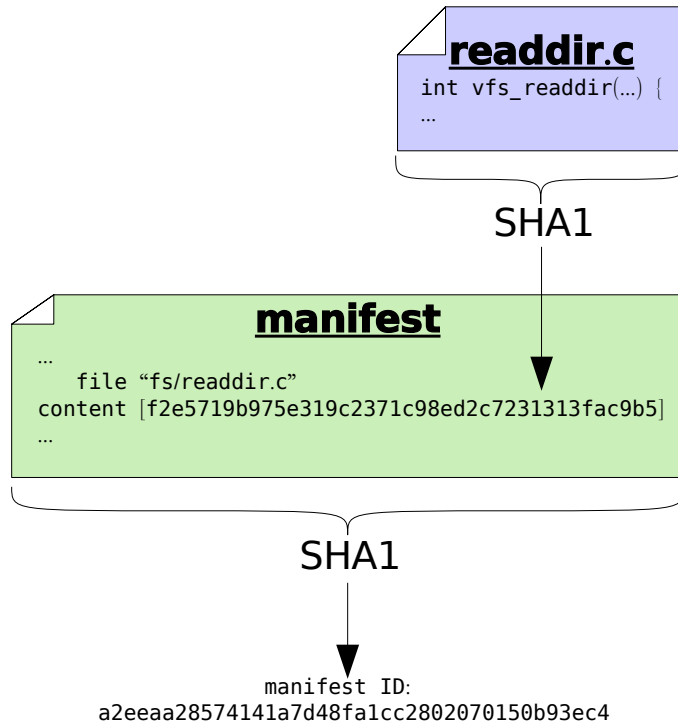 readdir.c
int vfs_readdir(...) {
...
SHA1
manifest
...
file “fs/readdir.c”
content [f2e5719b975e319c2371c98ed2c7231313fac9b5]
...
SHA1
manifest ID:
a2eeaa28574141a7d48fa1cc2802070150b93ec4